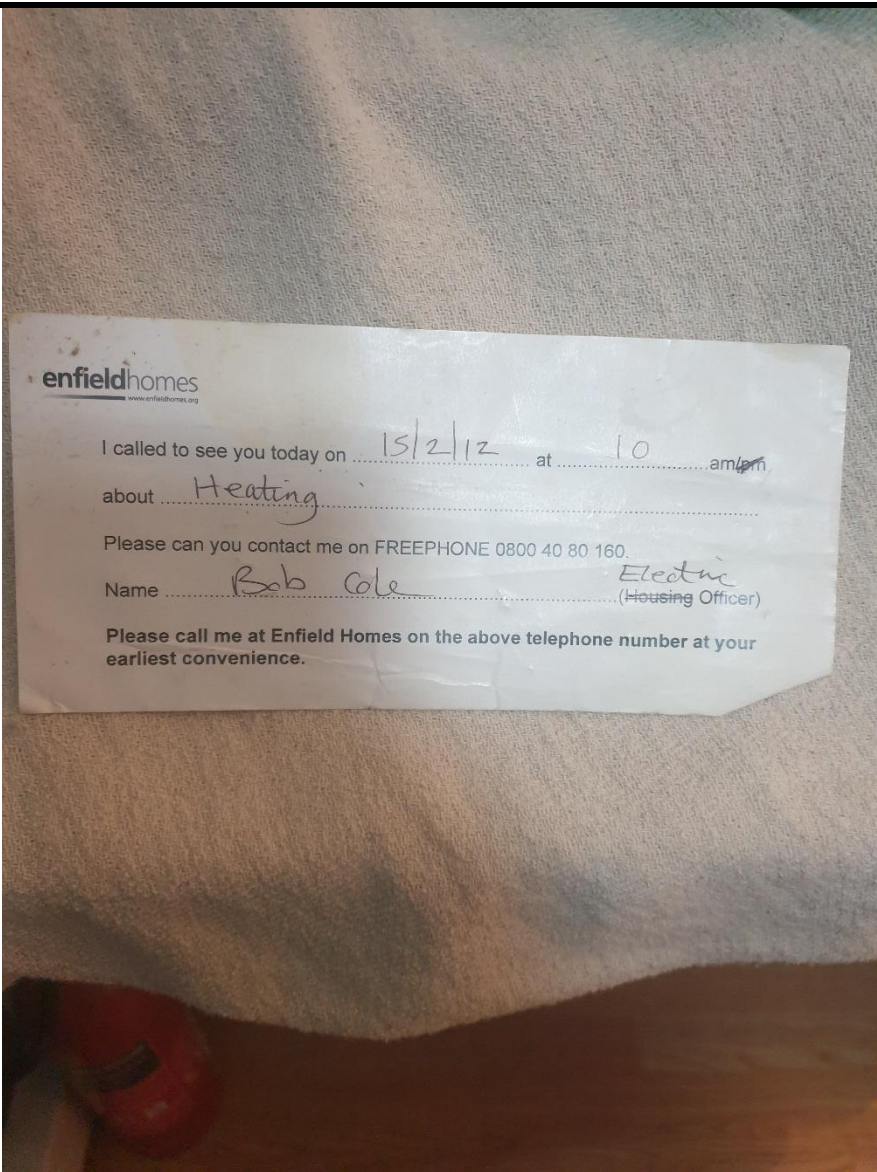 enfieldhomes
www.enfieldhomes.org
I called to see you today on 15/2/12 at 10 am/pm
about Heating
Please can you contact me on FREEPHONE 0800 40 80 160.
Electric
Name Bob Cole (Housing Officer)
Please call me at Enfield Homes on the above telephone number at your
earliest convenience.